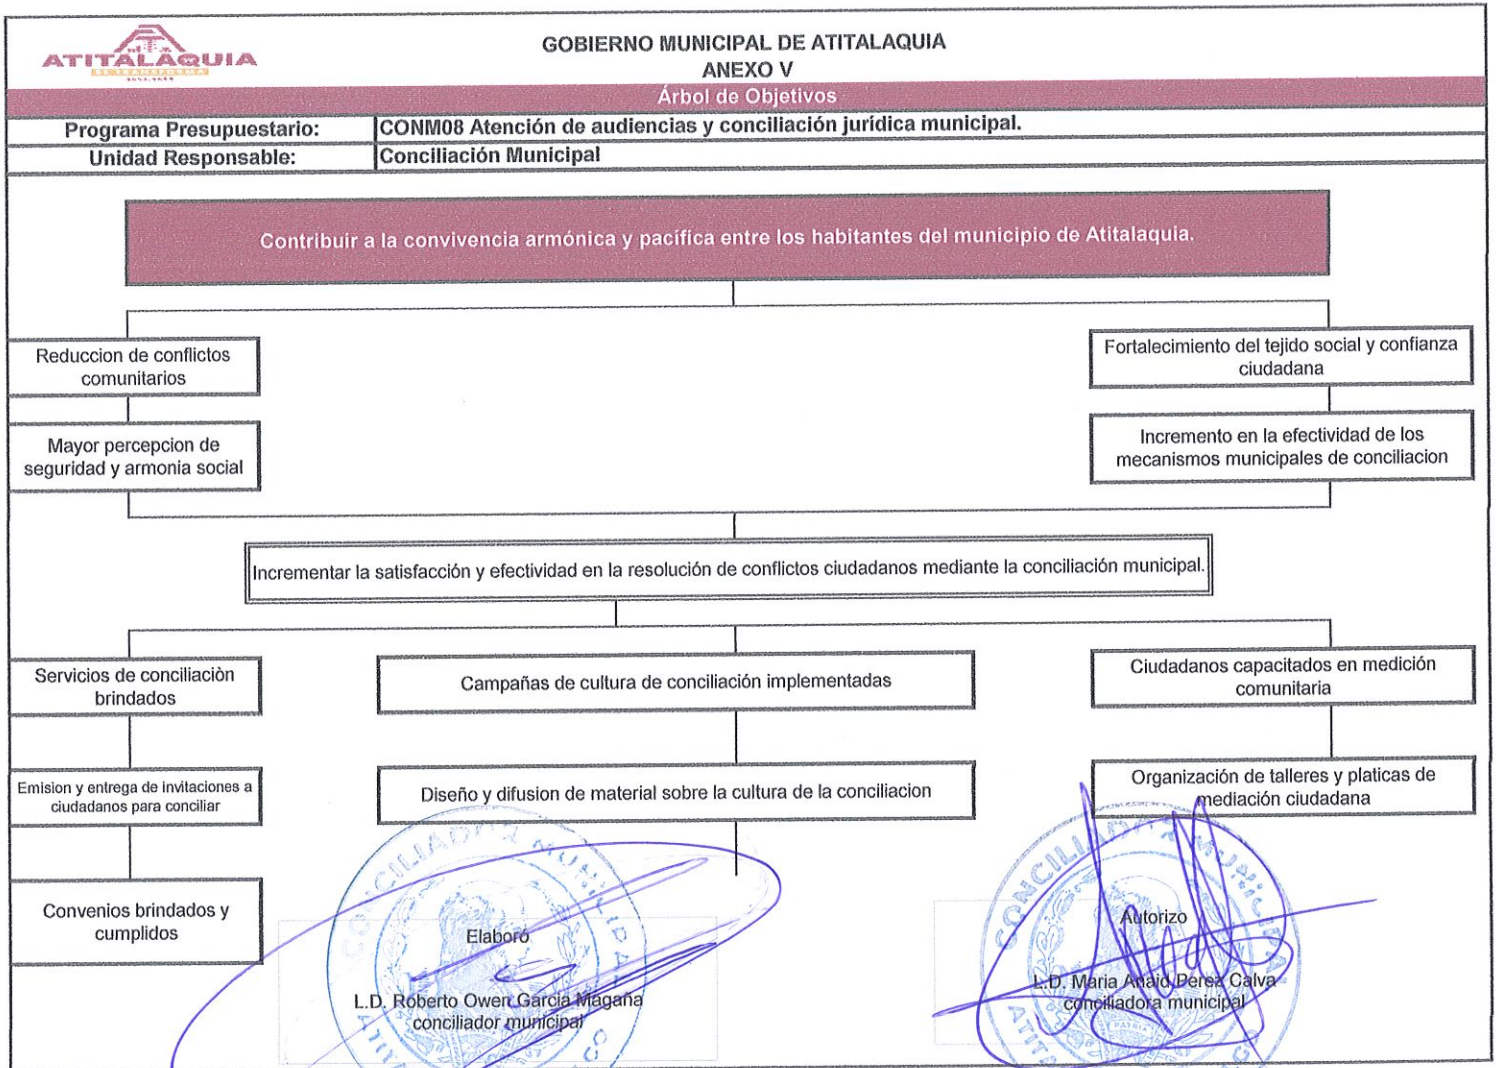 ATITALAQUIA
SE TRANSFORMA
GOBIERNO MUNICIPAL DE ATITALAQUIA
ANEXO V
Árbol de Objetivos
Programa Presupuestario: CONM08 Atención de audiencias y conciliación jurídica municipal.
Unidad Responsable: Conciliación Municipal
Contribuir a la convivencia armónica y pacífica entre los habitantes del municipio de Atitalaquia.
Reduccion de conflictos
comunitarios
Fortalecimiento del tejido social y confianza
ciudadana
Mayor percepcion de
seguridad y armonia social
Incremento en la efectividad de los
mecanismos municipales de conciliacion
Incrementar la satisfacción y efectividad en la resolución de conflictos ciudadanos mediante la conciliación municipal.
Servicios de conciliaciòn
brindados
Campañas de cultura de conciliación implementadas
Ciudadanos capacitados en medición
comunitaria
Emision y entrega de invitaciones a
ciudadanos para conciliar
Diseño y difusion de material sobre la cultura de la conciliacion
Organización de talleres y platicas de
mediación ciudadana
Convenios brindados y
cumplidos
CONCILIADORA MUNICIPAL
Elaboró
L.D. Roberto Owen Garcia Magaña
conciliador municipal
CONCILIADORA MUNICIPAL
Autorizo
L.D. Maria Anaid Perez Calva
conciliadora municipal